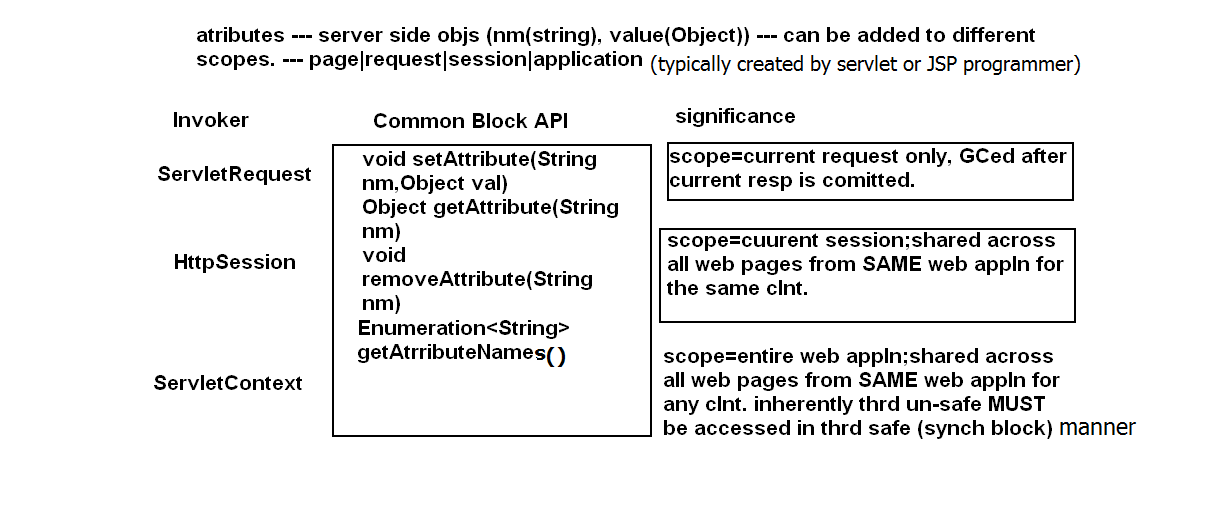 atributes --- server side objs (nm(string), value(Object)) --- can be added to different
scopes. --- page|request|session|application (typically created by servlet or JSP programmer)
Invoker
Common Block API
significance
ServletRequest
void setAttribute(String
nm,Object val)
Object getAttribute(String
nm)
void
removeAttribute(String
nm)
Enumeration<String>
getAtrributeNames()
scope=current request only, GCed after
current resp is comitted.
HttpSession
scope=cuurent session;shared across
all web pages from SAME web appln for
the same clnt.
ServletContext
scope=entire web appln;shared across
all web pages from SAME web appln for
any clnt. inherently thrd un-safe MUST
be accessed in thrd safe (synch block) manner